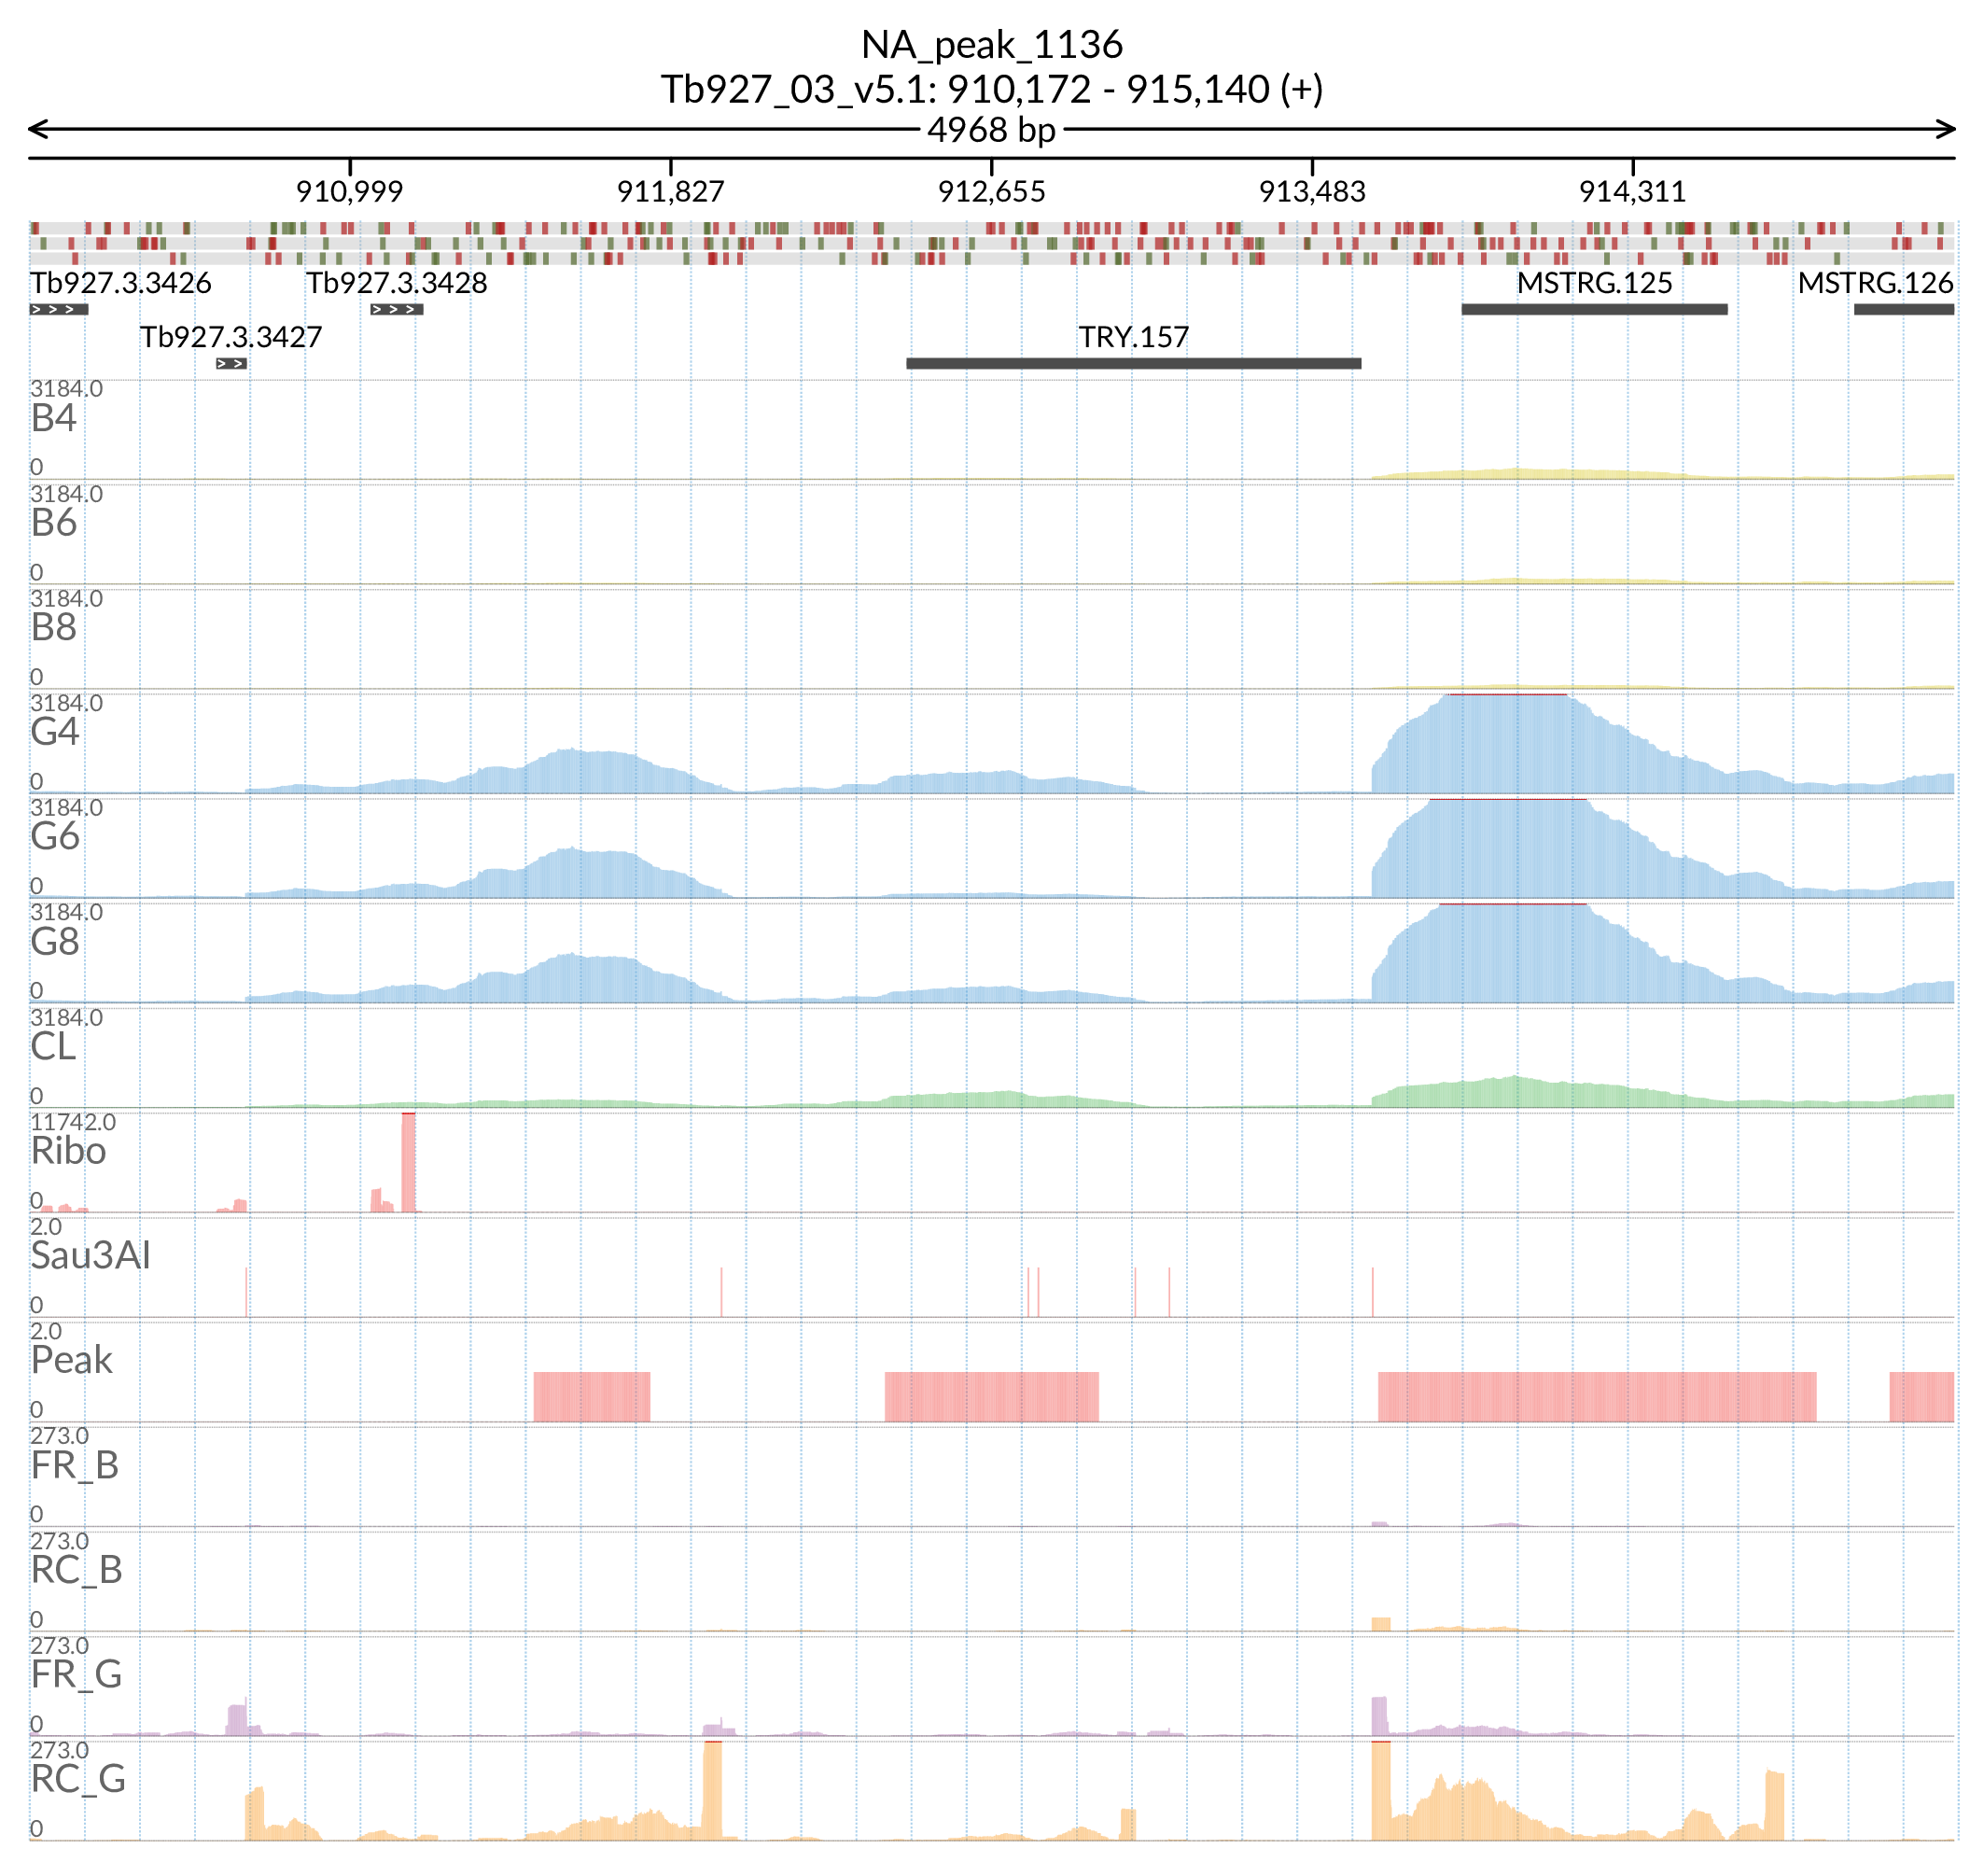 NA_peak_1136
Tb927_03_v5.1: 910,172 - 915,140 (+)
4968 bp
910,999 911,827 912,655 913,483 914,311
Tb927.3.3426 Tb927.3.3428 MSTRG.125 MSTRG.126
Tb927.3.3427 TRY.157
3184.0
B4
0
3184.0
B6
0
3184.0
B8
0
3184.0
G4
0
3184.0
G6
0
3184.0
G8
0
3184.0
CL
0
11742.0
Ribo
0
2.0
Sau3AI
0
2.0
Peak
0
273.0
FR_B
0
273.0
RC_B
0
273.0
FR_G
0
273.0
RC_G
0